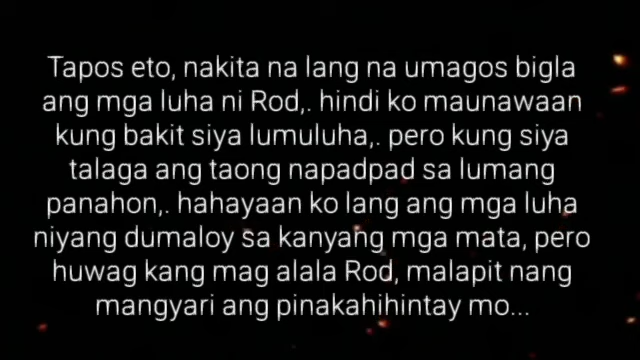 Tapos eto, nakita na lang na umagos bigla
ang mga luha ni Rod,. hindi ko maunawaan
kung bakit siya lumuluha,. pero kung siya
talaga ang taong napadpad sa lumang
panahon,. hahayaan ko lang ang mga luha
niyang dumaloy sa kanyang mga mata, pero
huwag kang mag alala Rod, malapit nang
mangyari ang pinakahihintay mo...